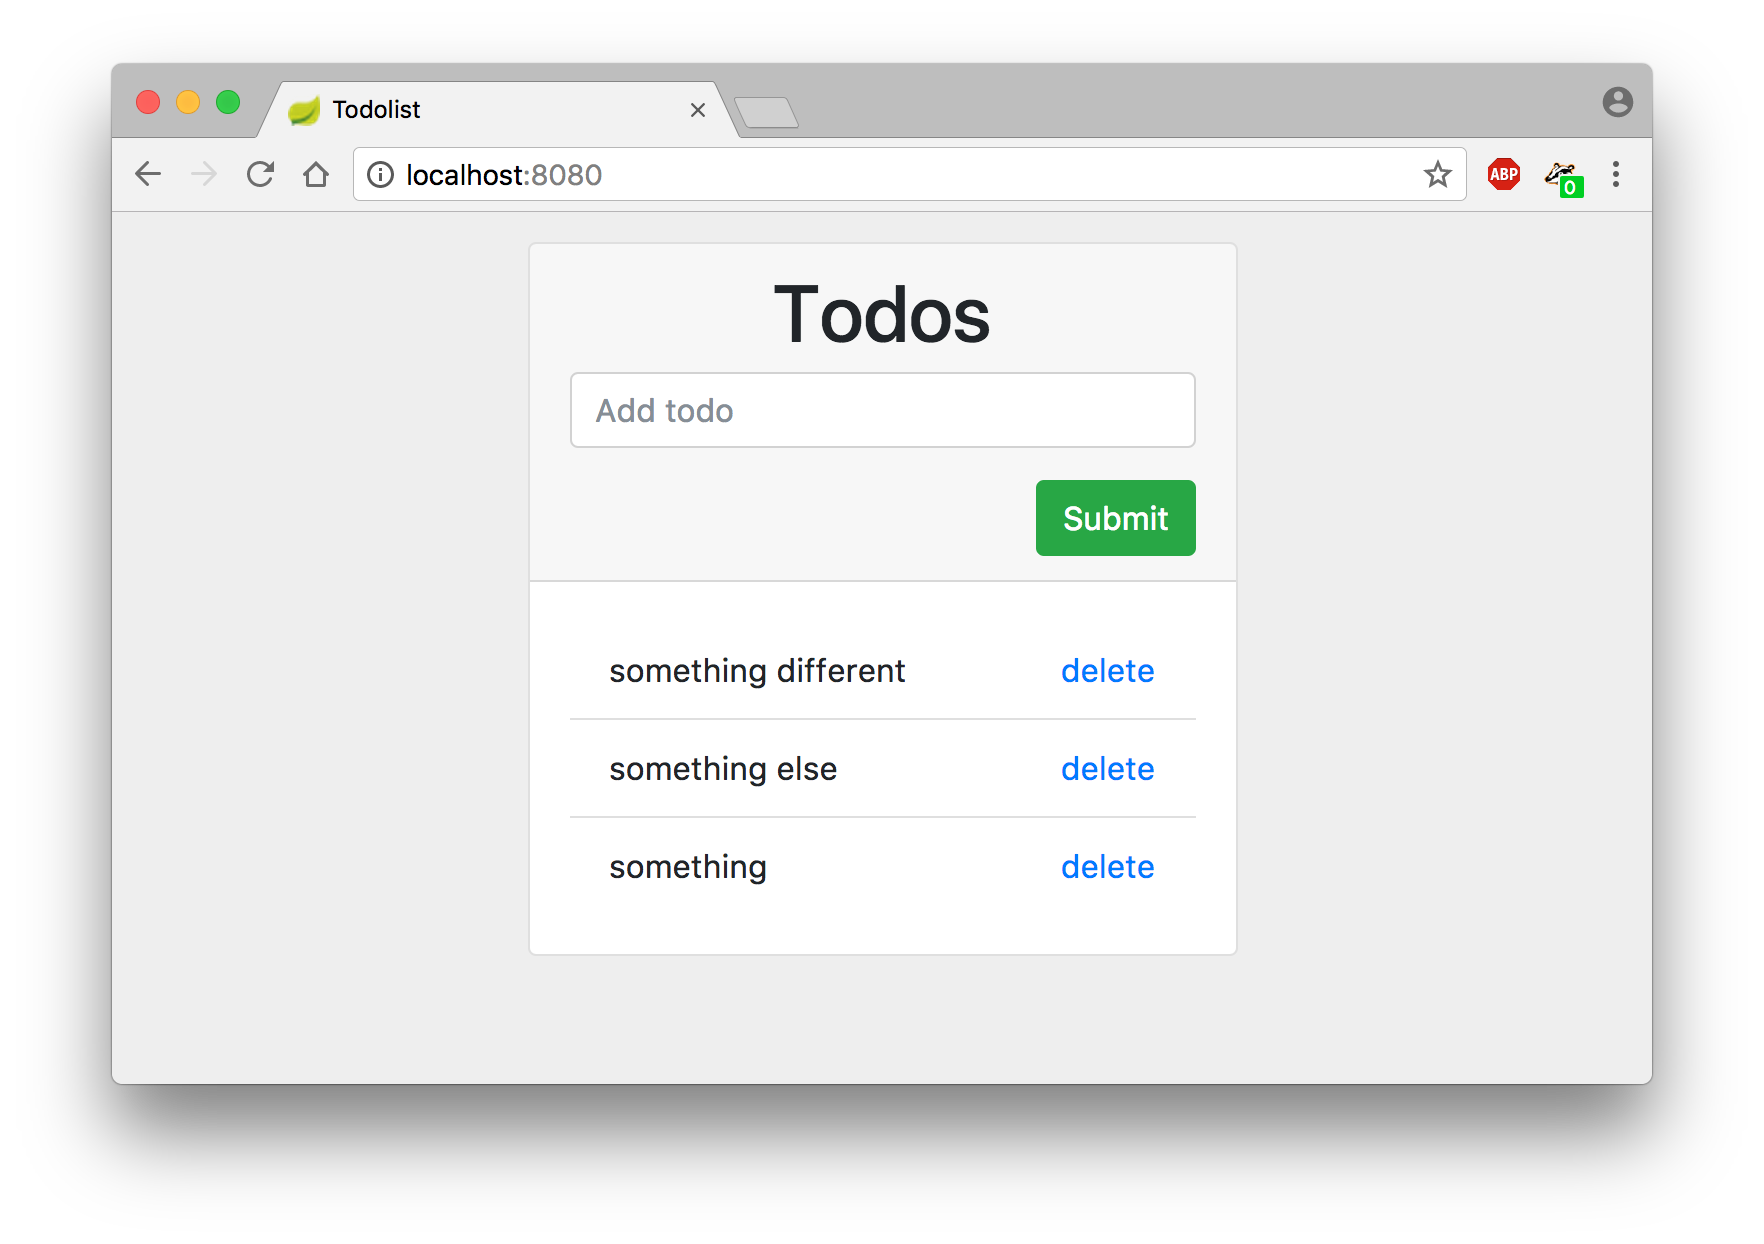 Todolist
localhost:8080
ABP
0
Todos
Add todo
Submit
something different delete
something else delete
something delete